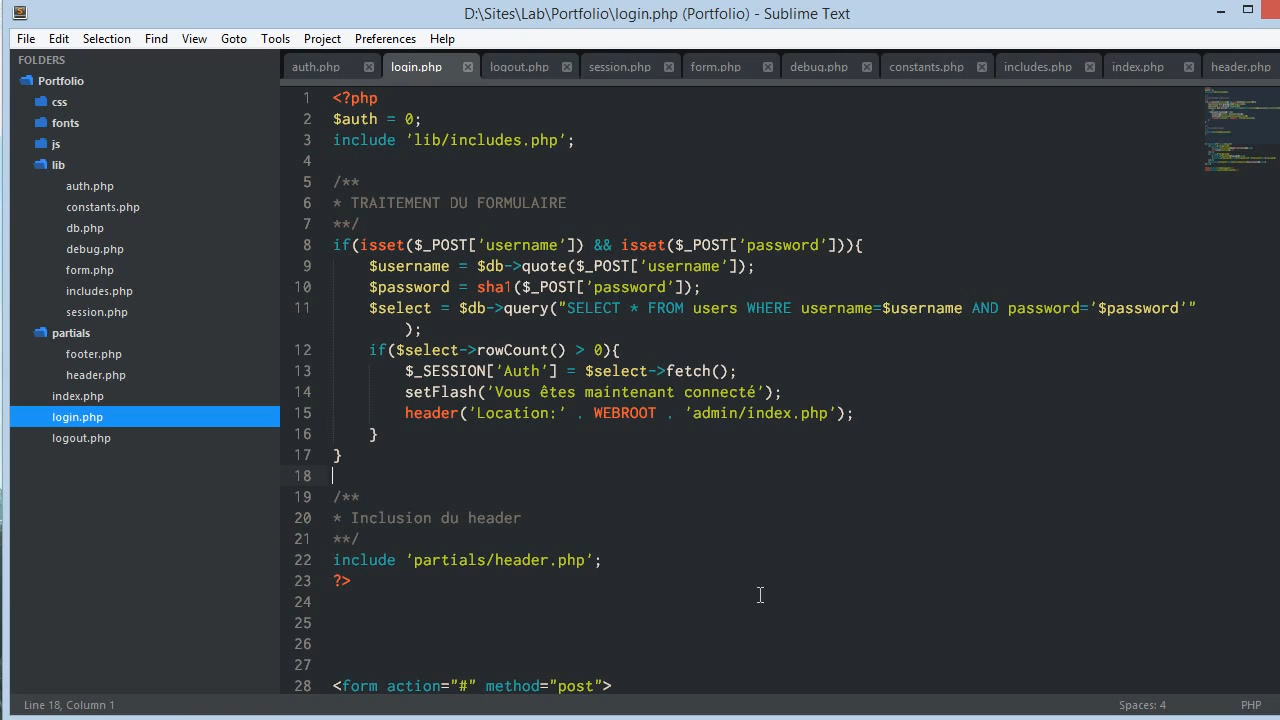 D:\Sites\Lab\Portfolio\login.php (Portfolio) - Sublime Text
File Edit Selection Find View Goto Tools Project Preferences Help
FOLDERS
Portfolio
css
fonts
js
lib
auth.php
constants.php
db.php
debug.php
form.php
includes.php
session.php
partials
footer.php
header.php
index.php
login.php
logout.php
auth.php login.php logout.php session.php form.php debug.php constants.php includes.php index.php header.php
1 <?php
2 $auth = 0;
3 include 'lib/includes.php';
4
5 /**
6 * TRAITEMENT DU FORMULAIRE
7 **/
8 if(isset($_POST['username']) && isset($_POST['password'])){
9 $username = $db->quote($_POST['username']);
10 $password = sha1($_POST['password']);
11 $select = $db->query("SELECT * FROM users WHERE username=$username AND password='$password'"
);
12 if($select->rowCount() > 0){
13 $_SESSION['Auth'] = $select->fetch();
14 setFlash('Vous êtes maintenant connecté');
15 header('Location:' . WEBROOT . 'admin/index.php');
16 }
17 }
18
19 /**
20 * Inclusion du header
21 **/
22 include 'partials/header.php';
23 ?>
24
25
26
27
28 <form action="#" method="post">
Line 18, Column 1 Spaces: 4 PHP